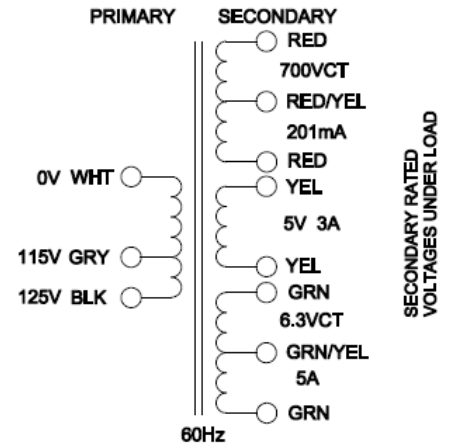 PRIMARY SECONDARY
RED
700VCT
RED/YEL
201mA
RED
0V WHT
YEL
5V 3A
115V GRY
YEL
125V BLK
GRN
6.3VCT
GRN/YEL
5A
GRN
60Hz
SECONDARY RATED
VOLTAGES UNDER LOAD